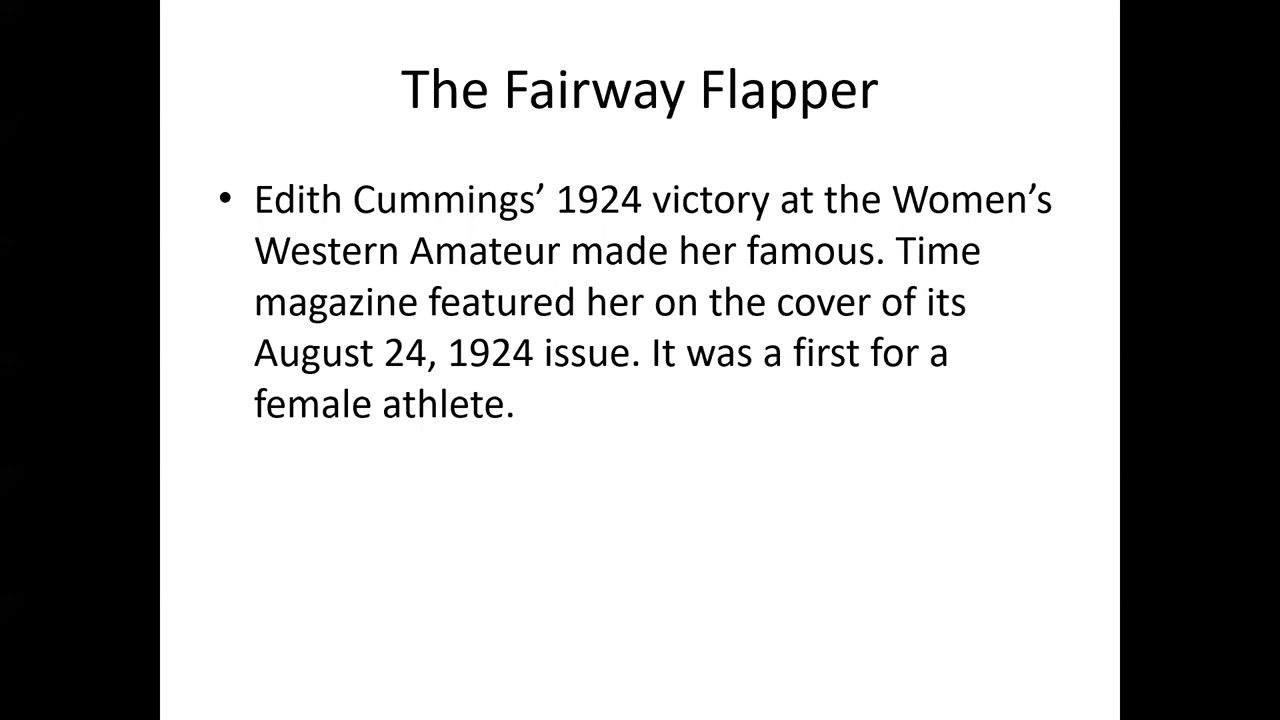 The Fairway Flapper
• Edith Cummings’ 1924 victory at the Women’s
Western Amateur made her famous. Time
magazine featured her on the cover of its
August 24, 1924 issue. It was a first for a
female athlete.